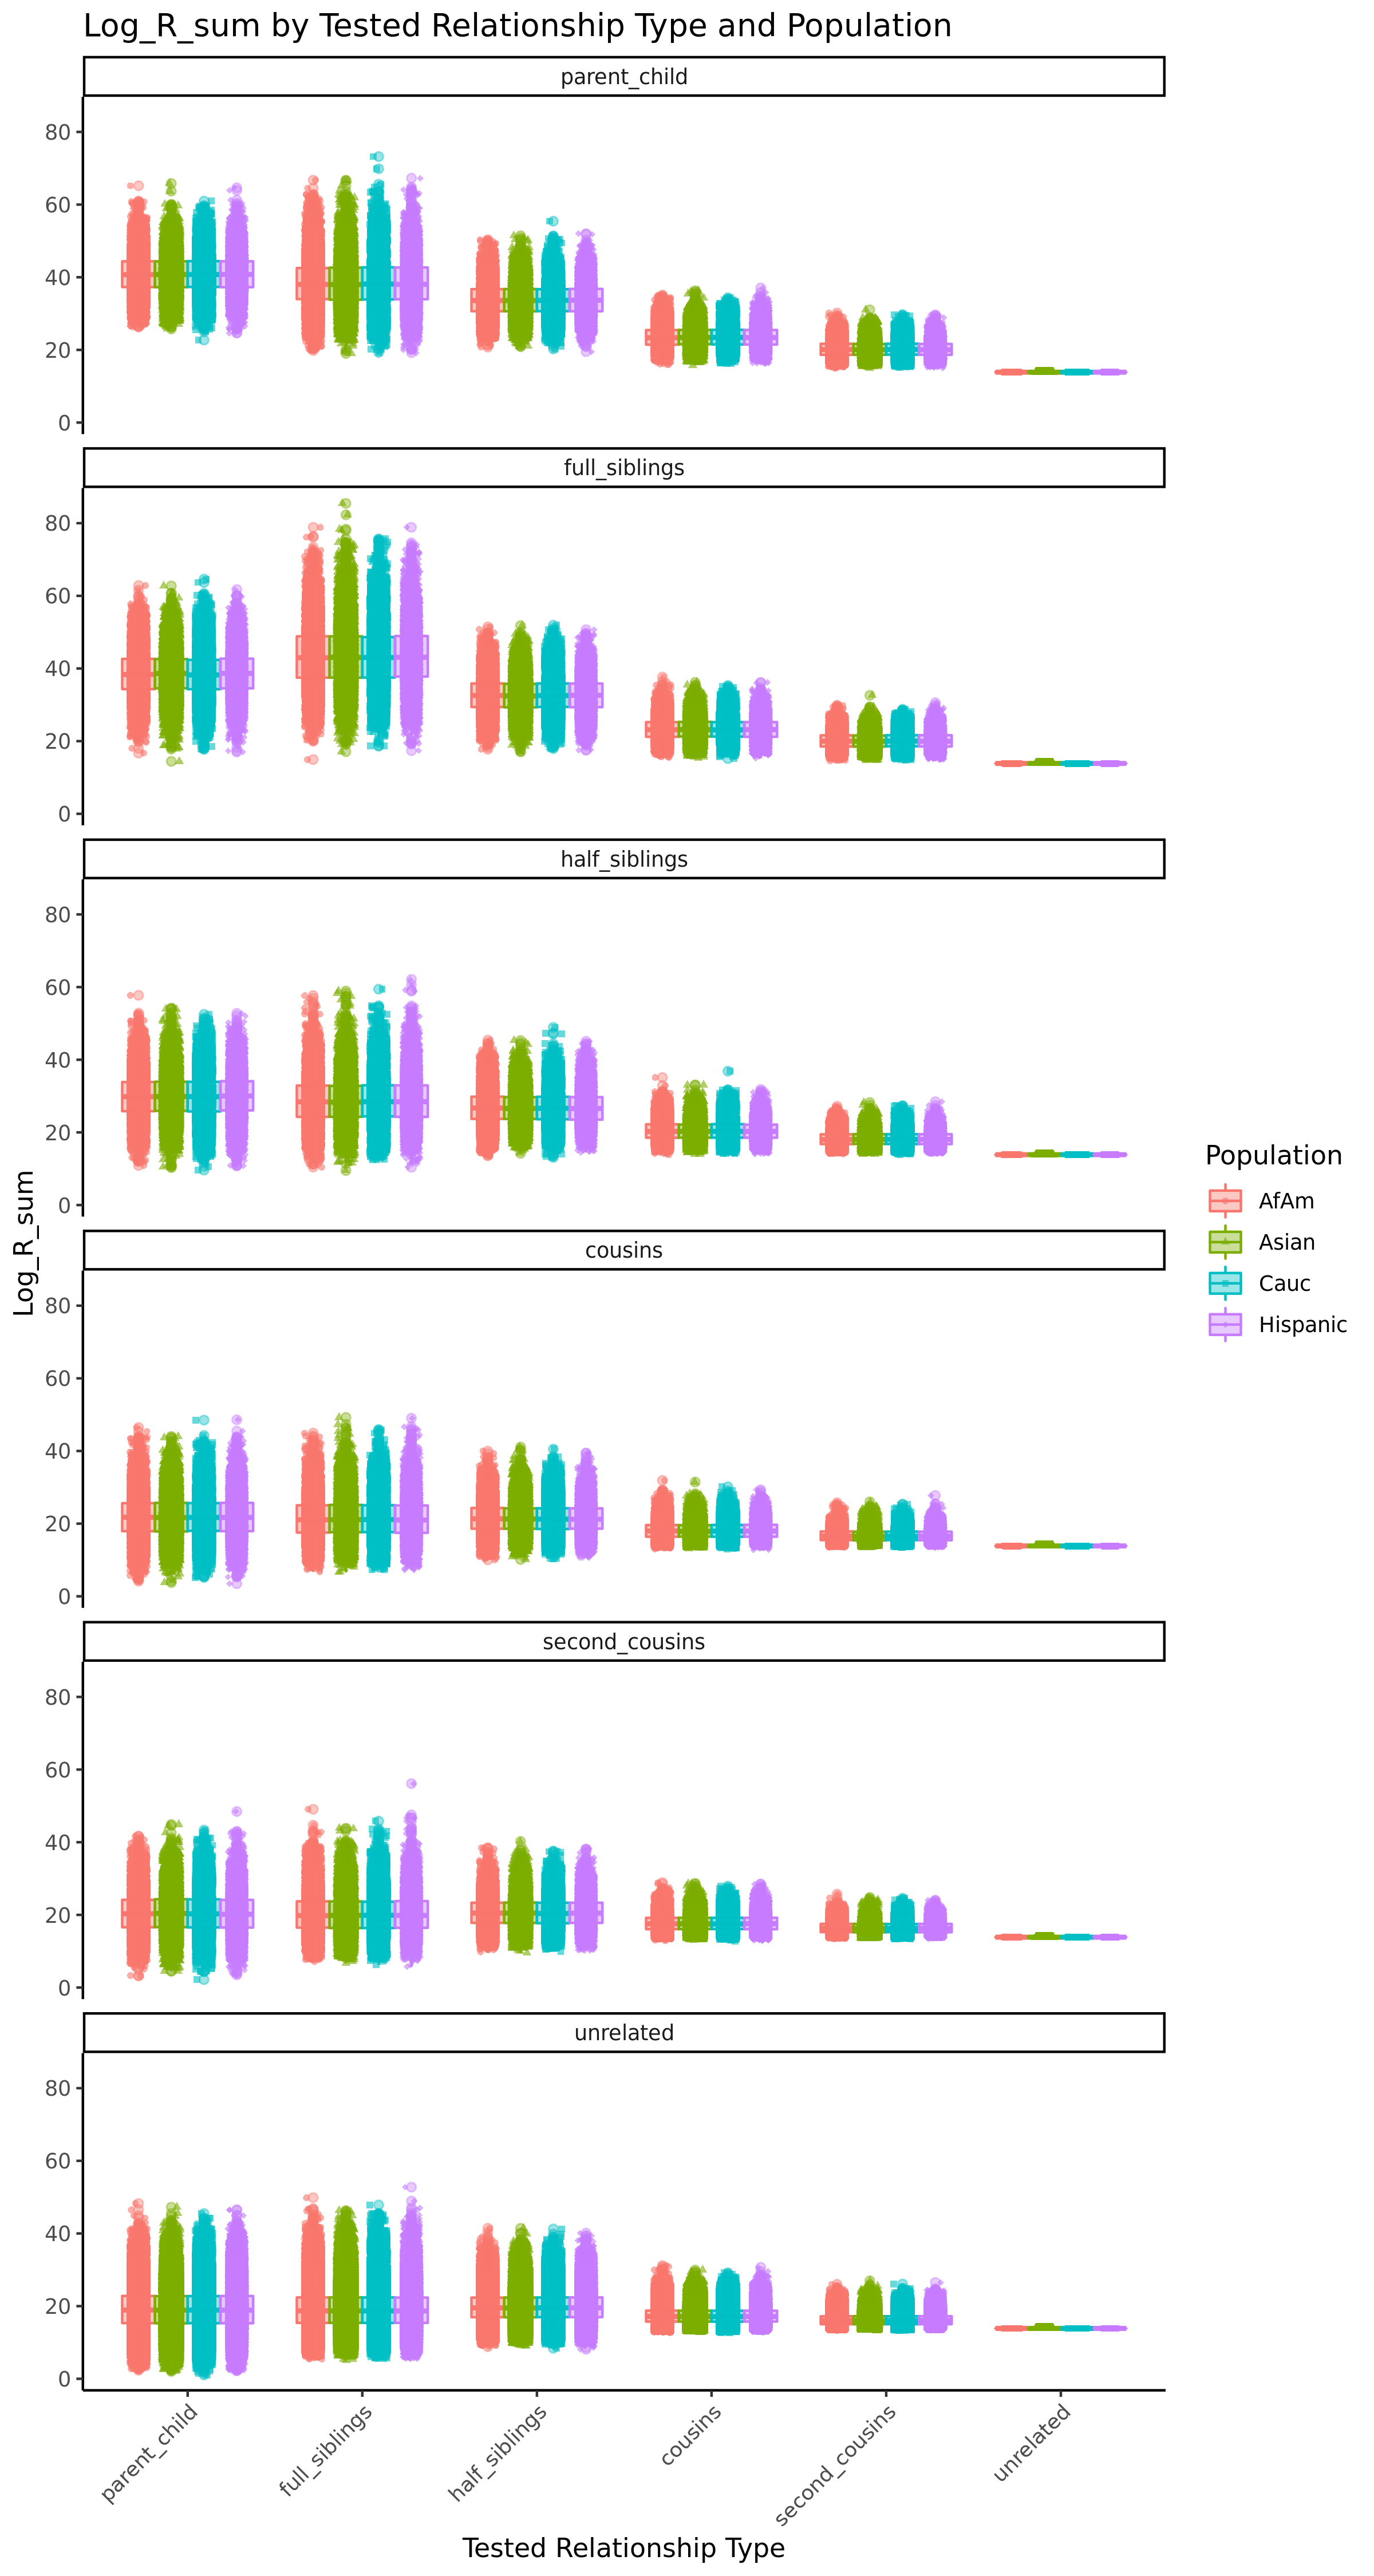 Log_R_sum by Tested Relationship Type and Population
parent_child
80
60
40
20
0
full_siblings
80
60
40
20
0
half_siblings
80
60
40
20
0
cousins
80
60
40
20
0
second_cousins
80
60
40
20
0
unrelated
80
60
40
20
0
Log_R_sum
parent_child
full_siblings
half_siblings
cousins
second_cousins
unrelated
Tested Relationship Type
Population
AfAm
Asian
Cauc
Hispanic